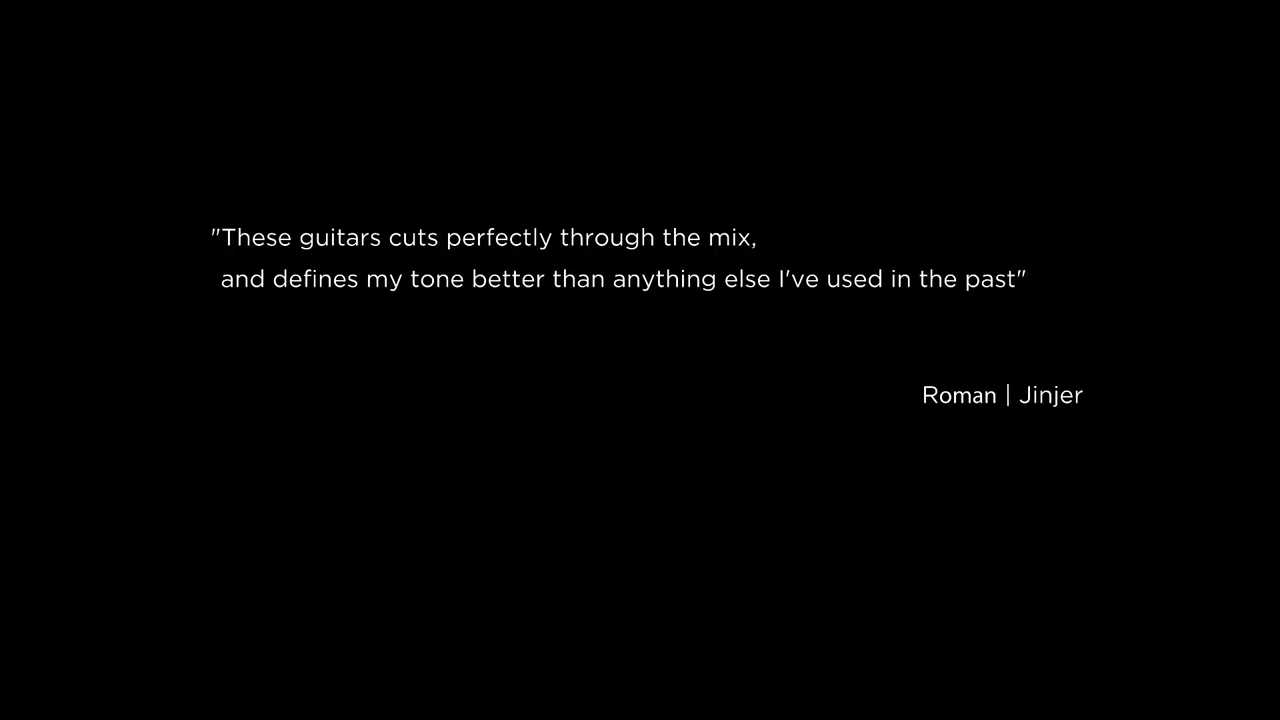 "These guitars cuts perfectly through the mix,
and defines my tone better than anything else I've used in the past"
Roman | Jinjer